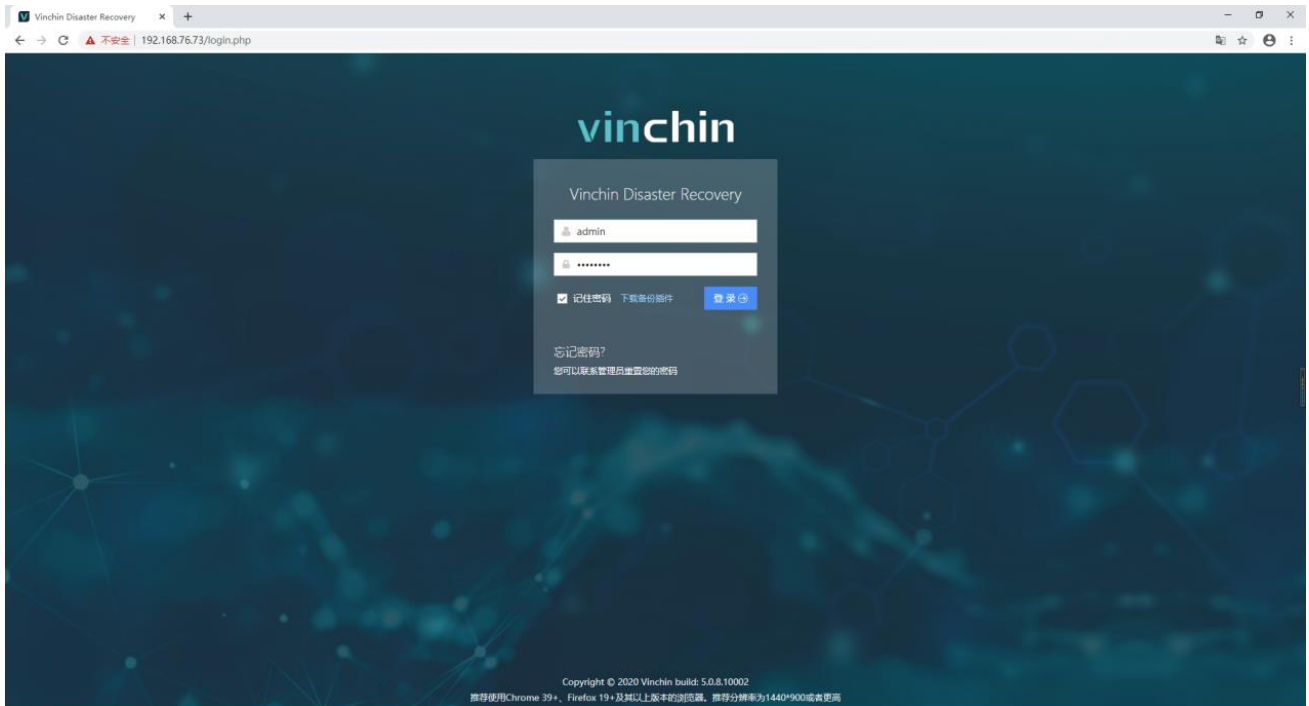 Vinchin Disaster Recovery
不安全 | 192.168.76.73/login.php
vinchin
Vinchin Disaster Recovery
admin
••••••••
记住密码 下载备份插件 登录
忘记密码?
您可以联系管理员重置您的密码
Copyright © 2020 Vinchin build: 5.0.8.10002
推荐使用Chrome 39+、Firefox 19+及其以上版本的浏览器。推荐分辨率为1440*900或者更高